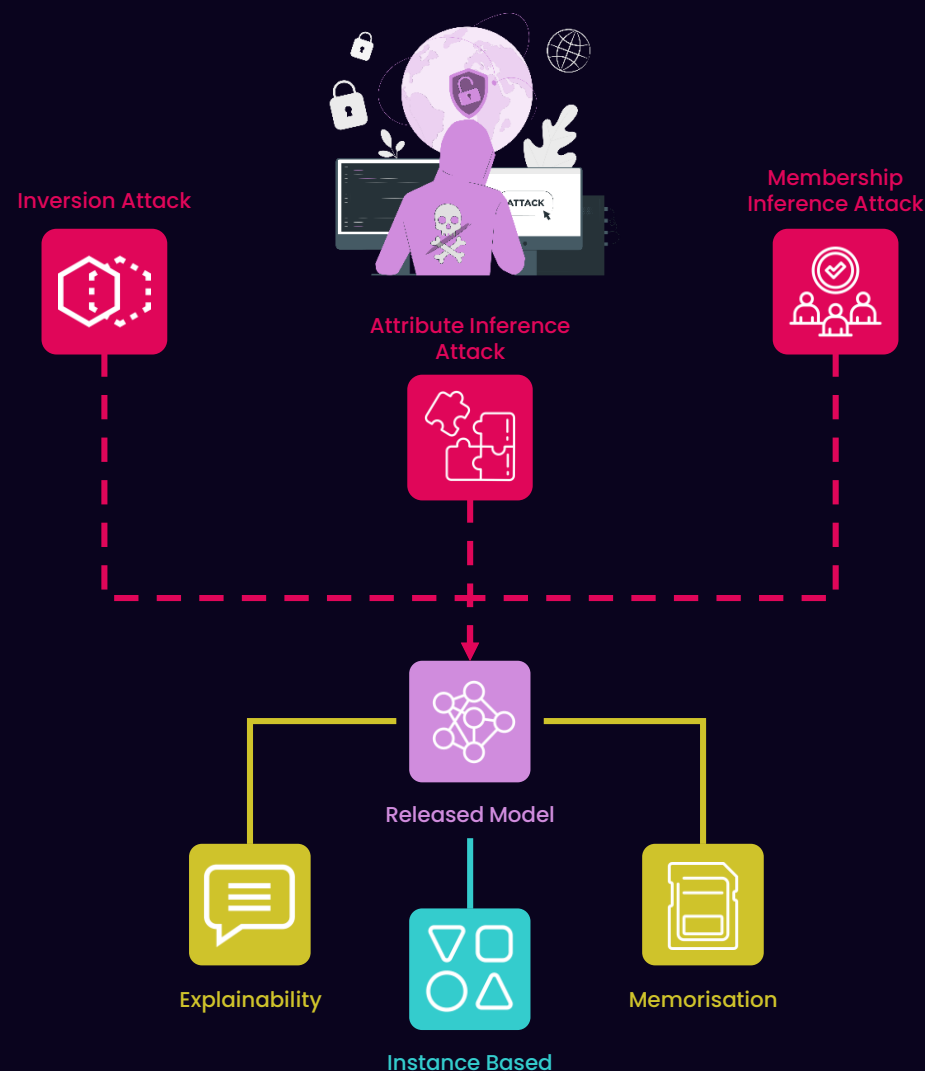 ATTACK
Membership
Inference Attack
Inversion Attack
Attribute Inference
Attack
Released Model
Explainability
Memorisation
Instance Based